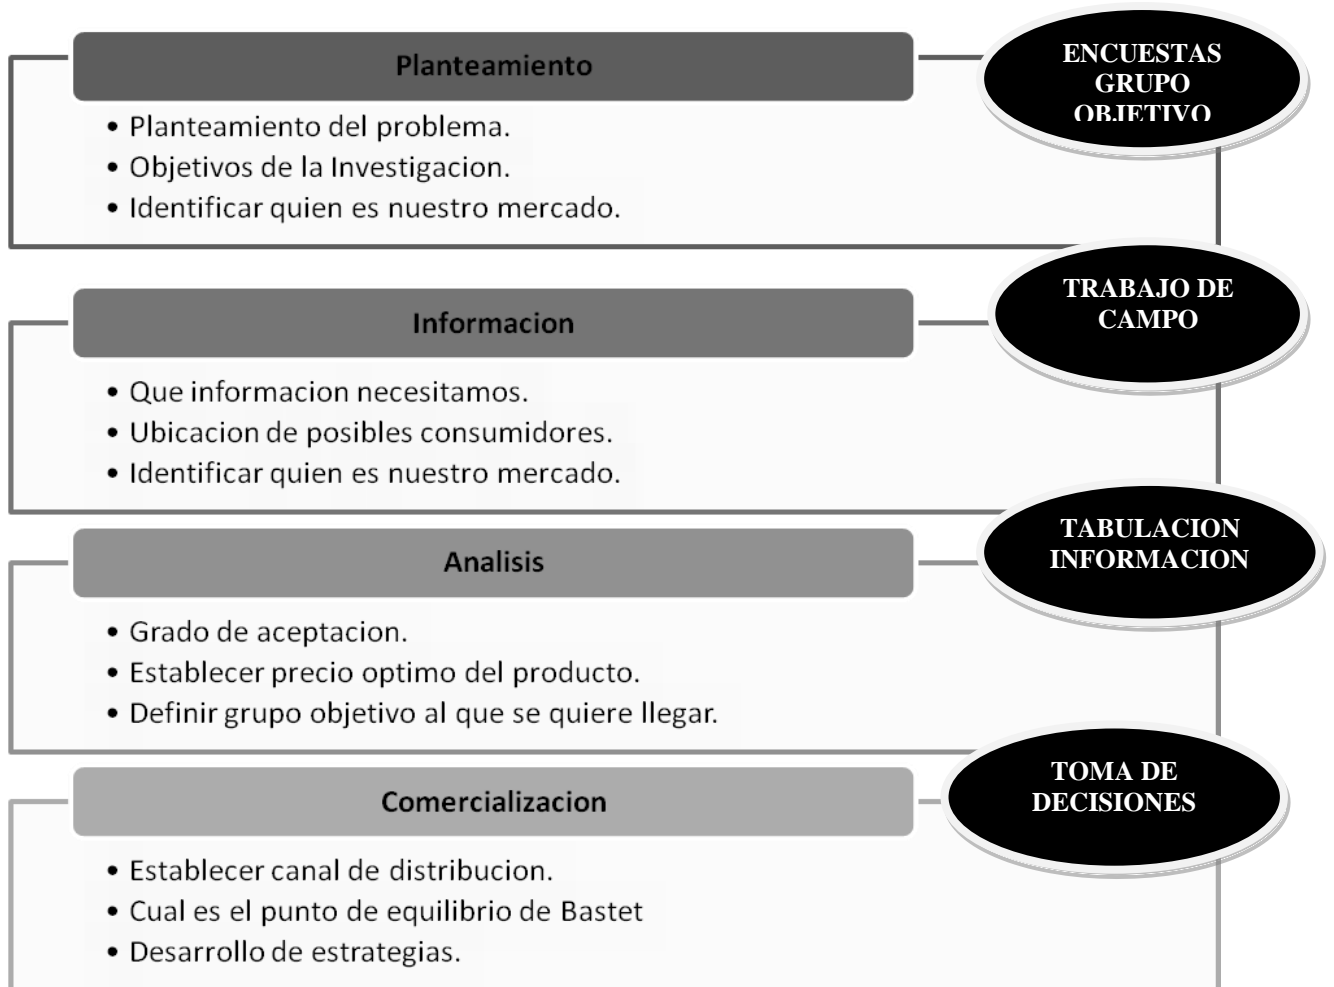 Planteamiento
ENCUESTAS
GRUPO
OBJETIVO
• Planteamiento del problema.
• Objetivos de la Investigacion.
• Identificar quien es nuestro mercado.
Informacion
TRABAJO DE
CAMPO
• Que informacion necesitamos.
• Ubicacion de posibles consumidores.
• Identificar quien es nuestro mercado.
Analisis
TABULACION
INFORMACION
• Grado de aceptacion.
• Establecer precio optimo del producto.
• Definir grupo objetivo al que se quiere llegar.
Comercializacion
TOMA DE
DECISIONES
• Establecer canal de distribucion.
• Cual es el punto de equilibrio de Bastet
• Desarrollo de estrategias.